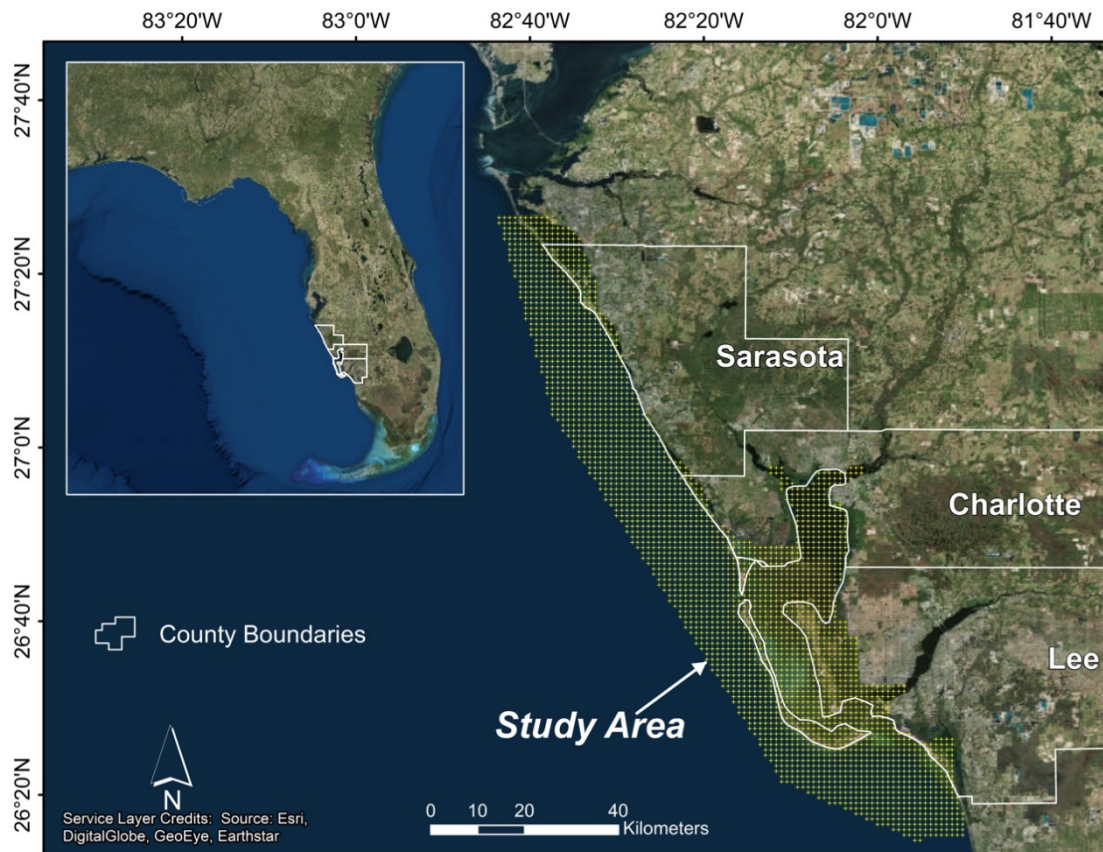 83°20'W 83°0'W 82°40'W 82°20'W 82°0'W 81°40'W
27°40'N
27°20'N
27°0'N
26°40'N
26°20'N
Sarasota
Charlotte
Lee
County Boundaries
Study Area
N
Service Layer Credits: Source: Esri,
DigitalGlobe, GeoEye, Earthstar
0 10 20 40
Kilometers